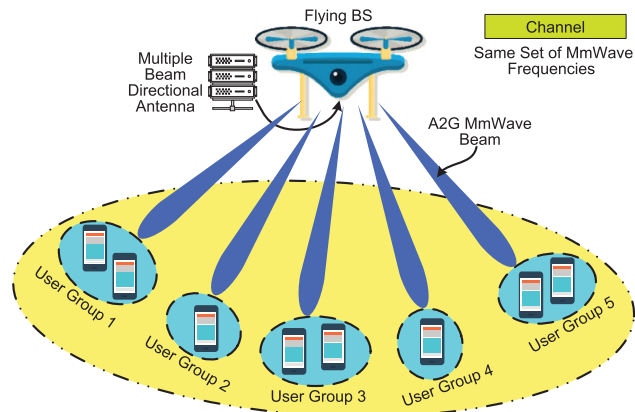 Flying BS
Channel
Same Set of MmWave
Frequencies
Multiple
Beam
Directional
Antenna
A2G MmWave
Beam
User Group 1
User Group 2
User Group 3
User Group 4
User Group 5